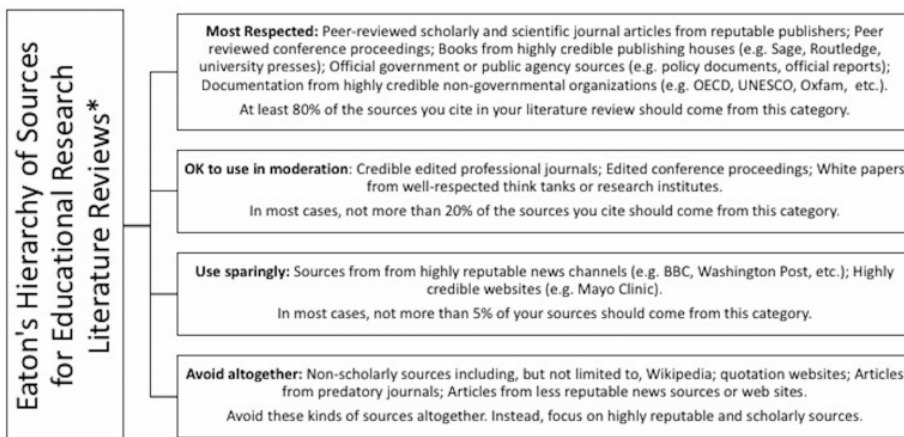 Eaton's Hierarchy of Sources
for Educational Research
Literature Reviews*
Most Respected: Peer-reviewed scholarly and scientific journal articles from reputable publishers; Peer
reviewed conference proceedings; Books from highly credible publishing houses (e.g. Sage, Routledge,
university presses); Official government or public agency sources (e.g. policy documents, official reports);
Documentation from highly credible non-governmental organizations (e.g. OECD, UNESCO, Oxfam, etc.).
At least 80% of the sources you cite in your literature review should come from this category.
OK to use in moderation: Credible edited professional journals; Edited conference proceedings; White papers
from well-respected think tanks or research institutes.
In most cases, not more than 20% of the sources you cite should come from this category.
Use sparingly: Sources from from highly reputable news channels (e.g. BBC, Washington Post, etc.); Highly
credible websites (e.g. Mayo Clinic).
In most cases, not more than 5% of your sources should come from this category.
Avoid altogether: Non-scholarly sources including, but not limited to, Wikipedia; quotation websites; Articles
from predatory journals; Articles from less reputable news sources or web sites.
Avoid these kinds of sources altogether. Instead, focus on highly reputable and scholarly sources.